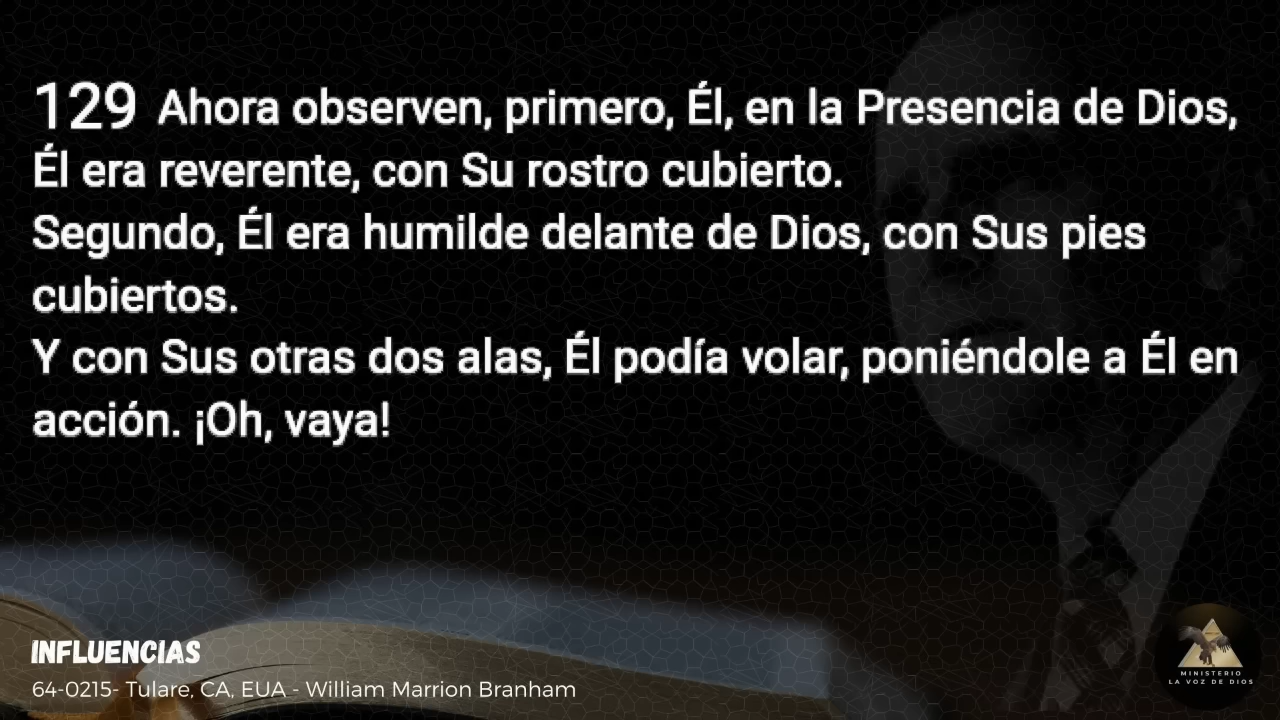 129 Ahora observen, primero, Él, en la Presencia de Dios,
Él era reverente, con Su rostro cubierto.
Segundo, Él era humilde delante de Dios, con Sus pies
cubiertos.
Y con Sus otras dos alas, Él podía volar, poniéndole a Él en
acción. ¡Oh, vaya!
INFLUENCIAS
64-0215- Tulare, CA, EUA - William Marrion Branham
MINISTERIO
LA VOZ DE DIOS